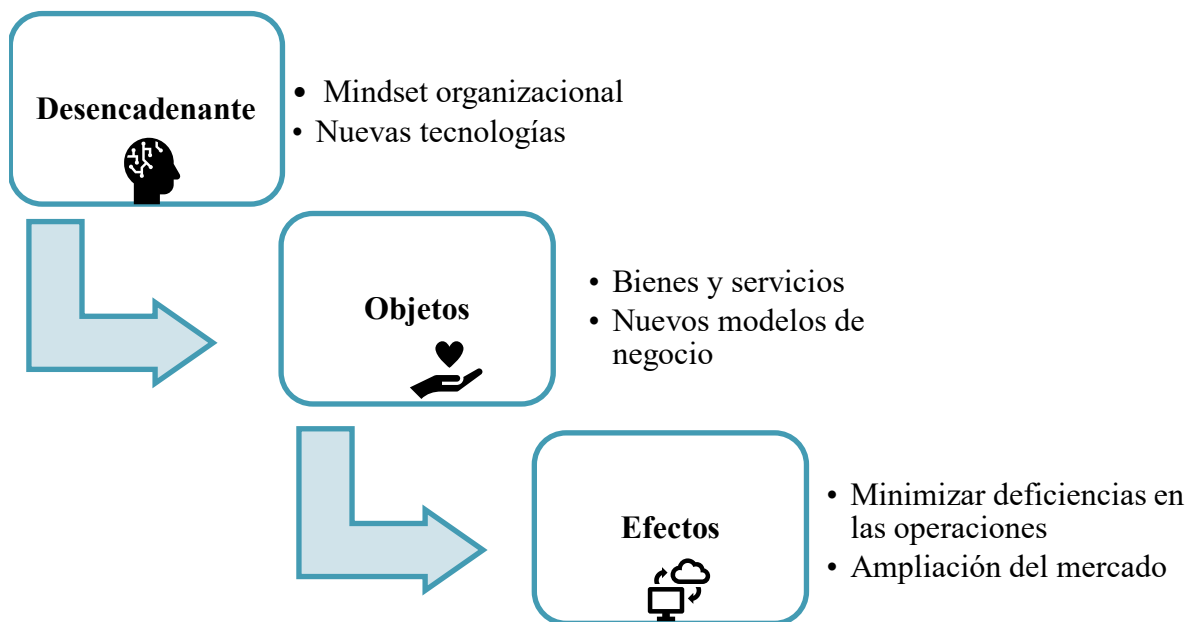 Desencadenante
• Mindset organizacional
• Nuevas tecnologías
Objetos
• Bienes y servicios
• Nuevos modelos de
negocio
Efectos
• Minimizar deficiencias en
las operaciones
• Ampliación del mercado